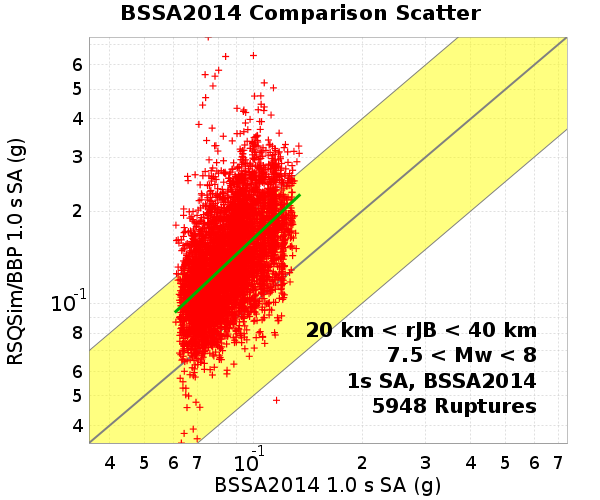 BSSA2014 Comparison Scatter
RSQSim/BBP 1.0 s SA (g)
6
5
4
3
2
10-1
8
6
5
4
20 km < rJB < 40 km
7.5 < Mw < 8
1s SA, BSSA2014
5948 Ruptures
4 5 6 7 10-1 2 3 4 5 6 7
BSSA2014 1.0 s SA (g)